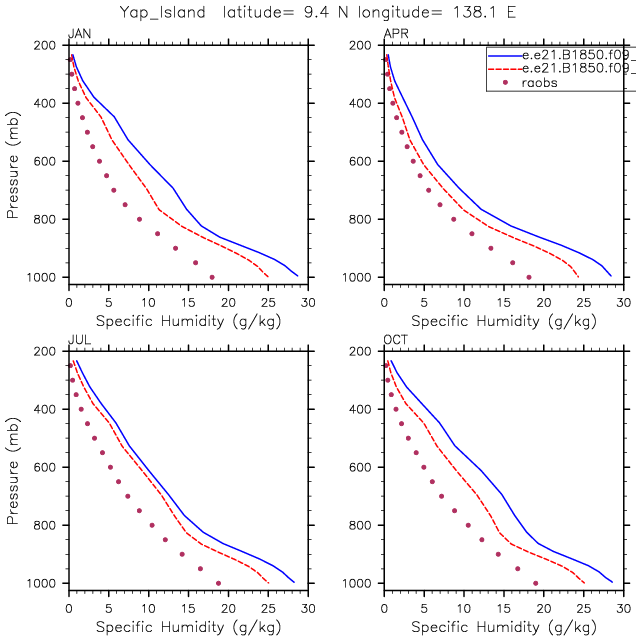 Yap_Island latitude= 9.4 N longitude= 138.1 E
JAN
200
400
600
800
1000
Pressure (mb)
0 5 10 15 20 25 30
Specific Humidity (g/kg)
APR
e.e21.B1850.f09_
e.e21.B1850.f09_
raobs
200
400
600
800
1000
0 5 10 15 20 25 30
Specific Humidity (g/kg)
JUL
200
400
600
800
1000
Pressure (mb)
0 5 10 15 20 25 30
Specific Humidity (g/kg)
OCT
200
400
600
800
1000
0 5 10 15 20 25 30
Specific Humidity (g/kg)